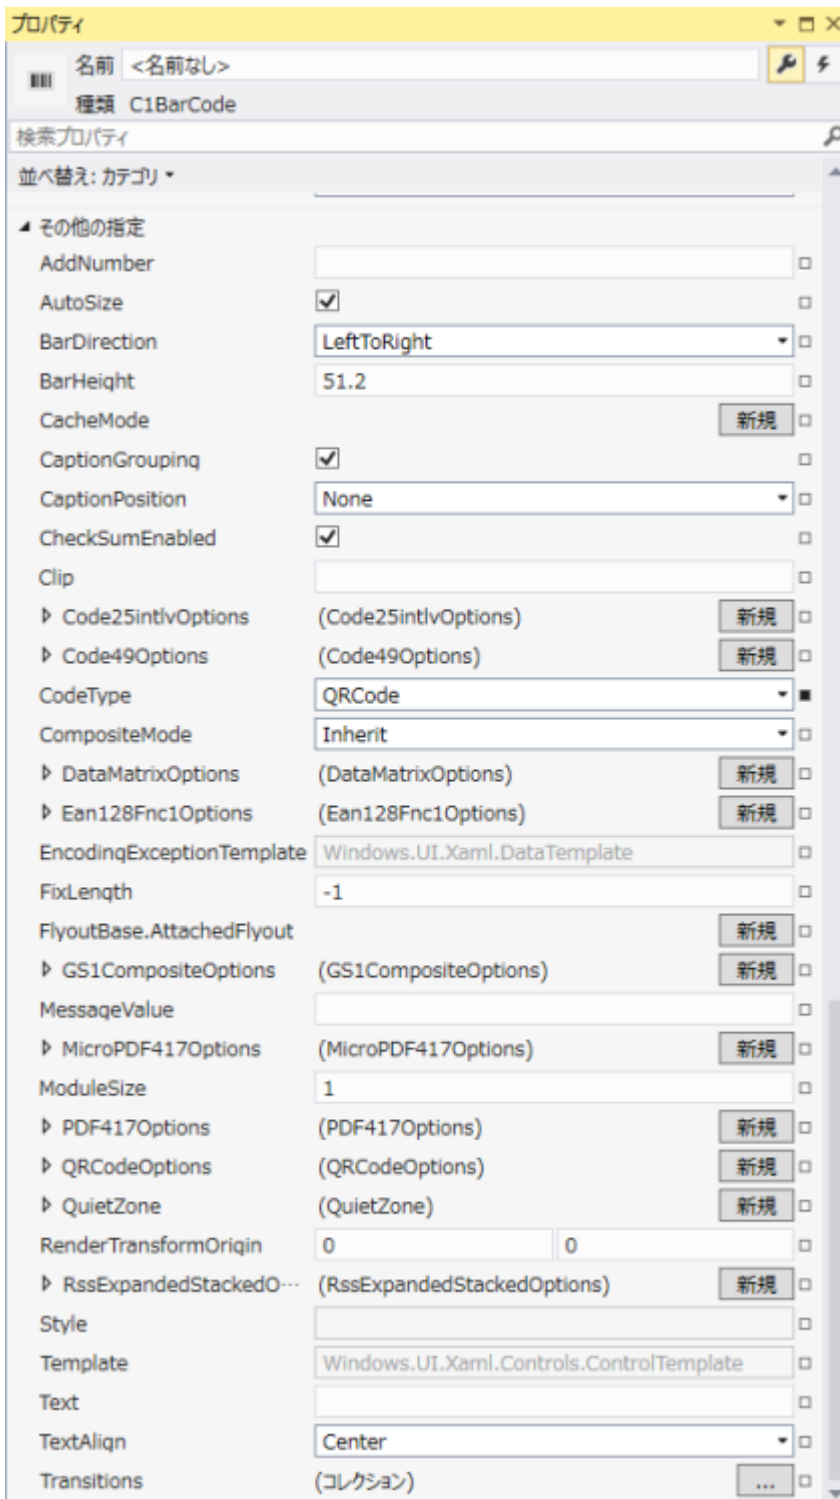 プロパティ
名前 <名前なし>
種類 C1BarCode
検索プロパティ
並べ替え: カテゴリ
その他の指定
AddNumber
AutoSize
BarDirection LeftToRight
BarHeight 51.2
CacheMode 新規
CaptionGrouping
CaptionPosition None
CheckSumEnabled
Clip
Code25intlvOptions (Code25intlvOptions) 新規
Code49Options (Code49Options) 新規
CodeType QRCode
CompositeMode Inherit
DataMatrixOptions (DataMatrixOptions) 新規
Ean128Fnc1Options (Ean128Fnc1Options) 新規
EncodingExceptionTemplate Windows.UI.Xaml.DataTemplate
FixLength -1
FlyoutBase.AttachedFlyout 新規
GS1CompositeOptions (GS1CompositeOptions) 新規
MessageValue
MicroPDF417Options (MicroPDF417Options) 新規
ModuleSize 1
PDF417Options (PDF417Options) 新規
QRCodeOptions (QRCodeOptions) 新規
QuietZone (QuietZone) 新規
RenderTransformOrigin 0 0
RssExpandedStackedO… (RssExpandedStackedOptions) 新規
Style
Template Windows.UI.Xaml.Controls.ControlTemplate
Text
TextAlign Center
Transitions (コレクション) ...